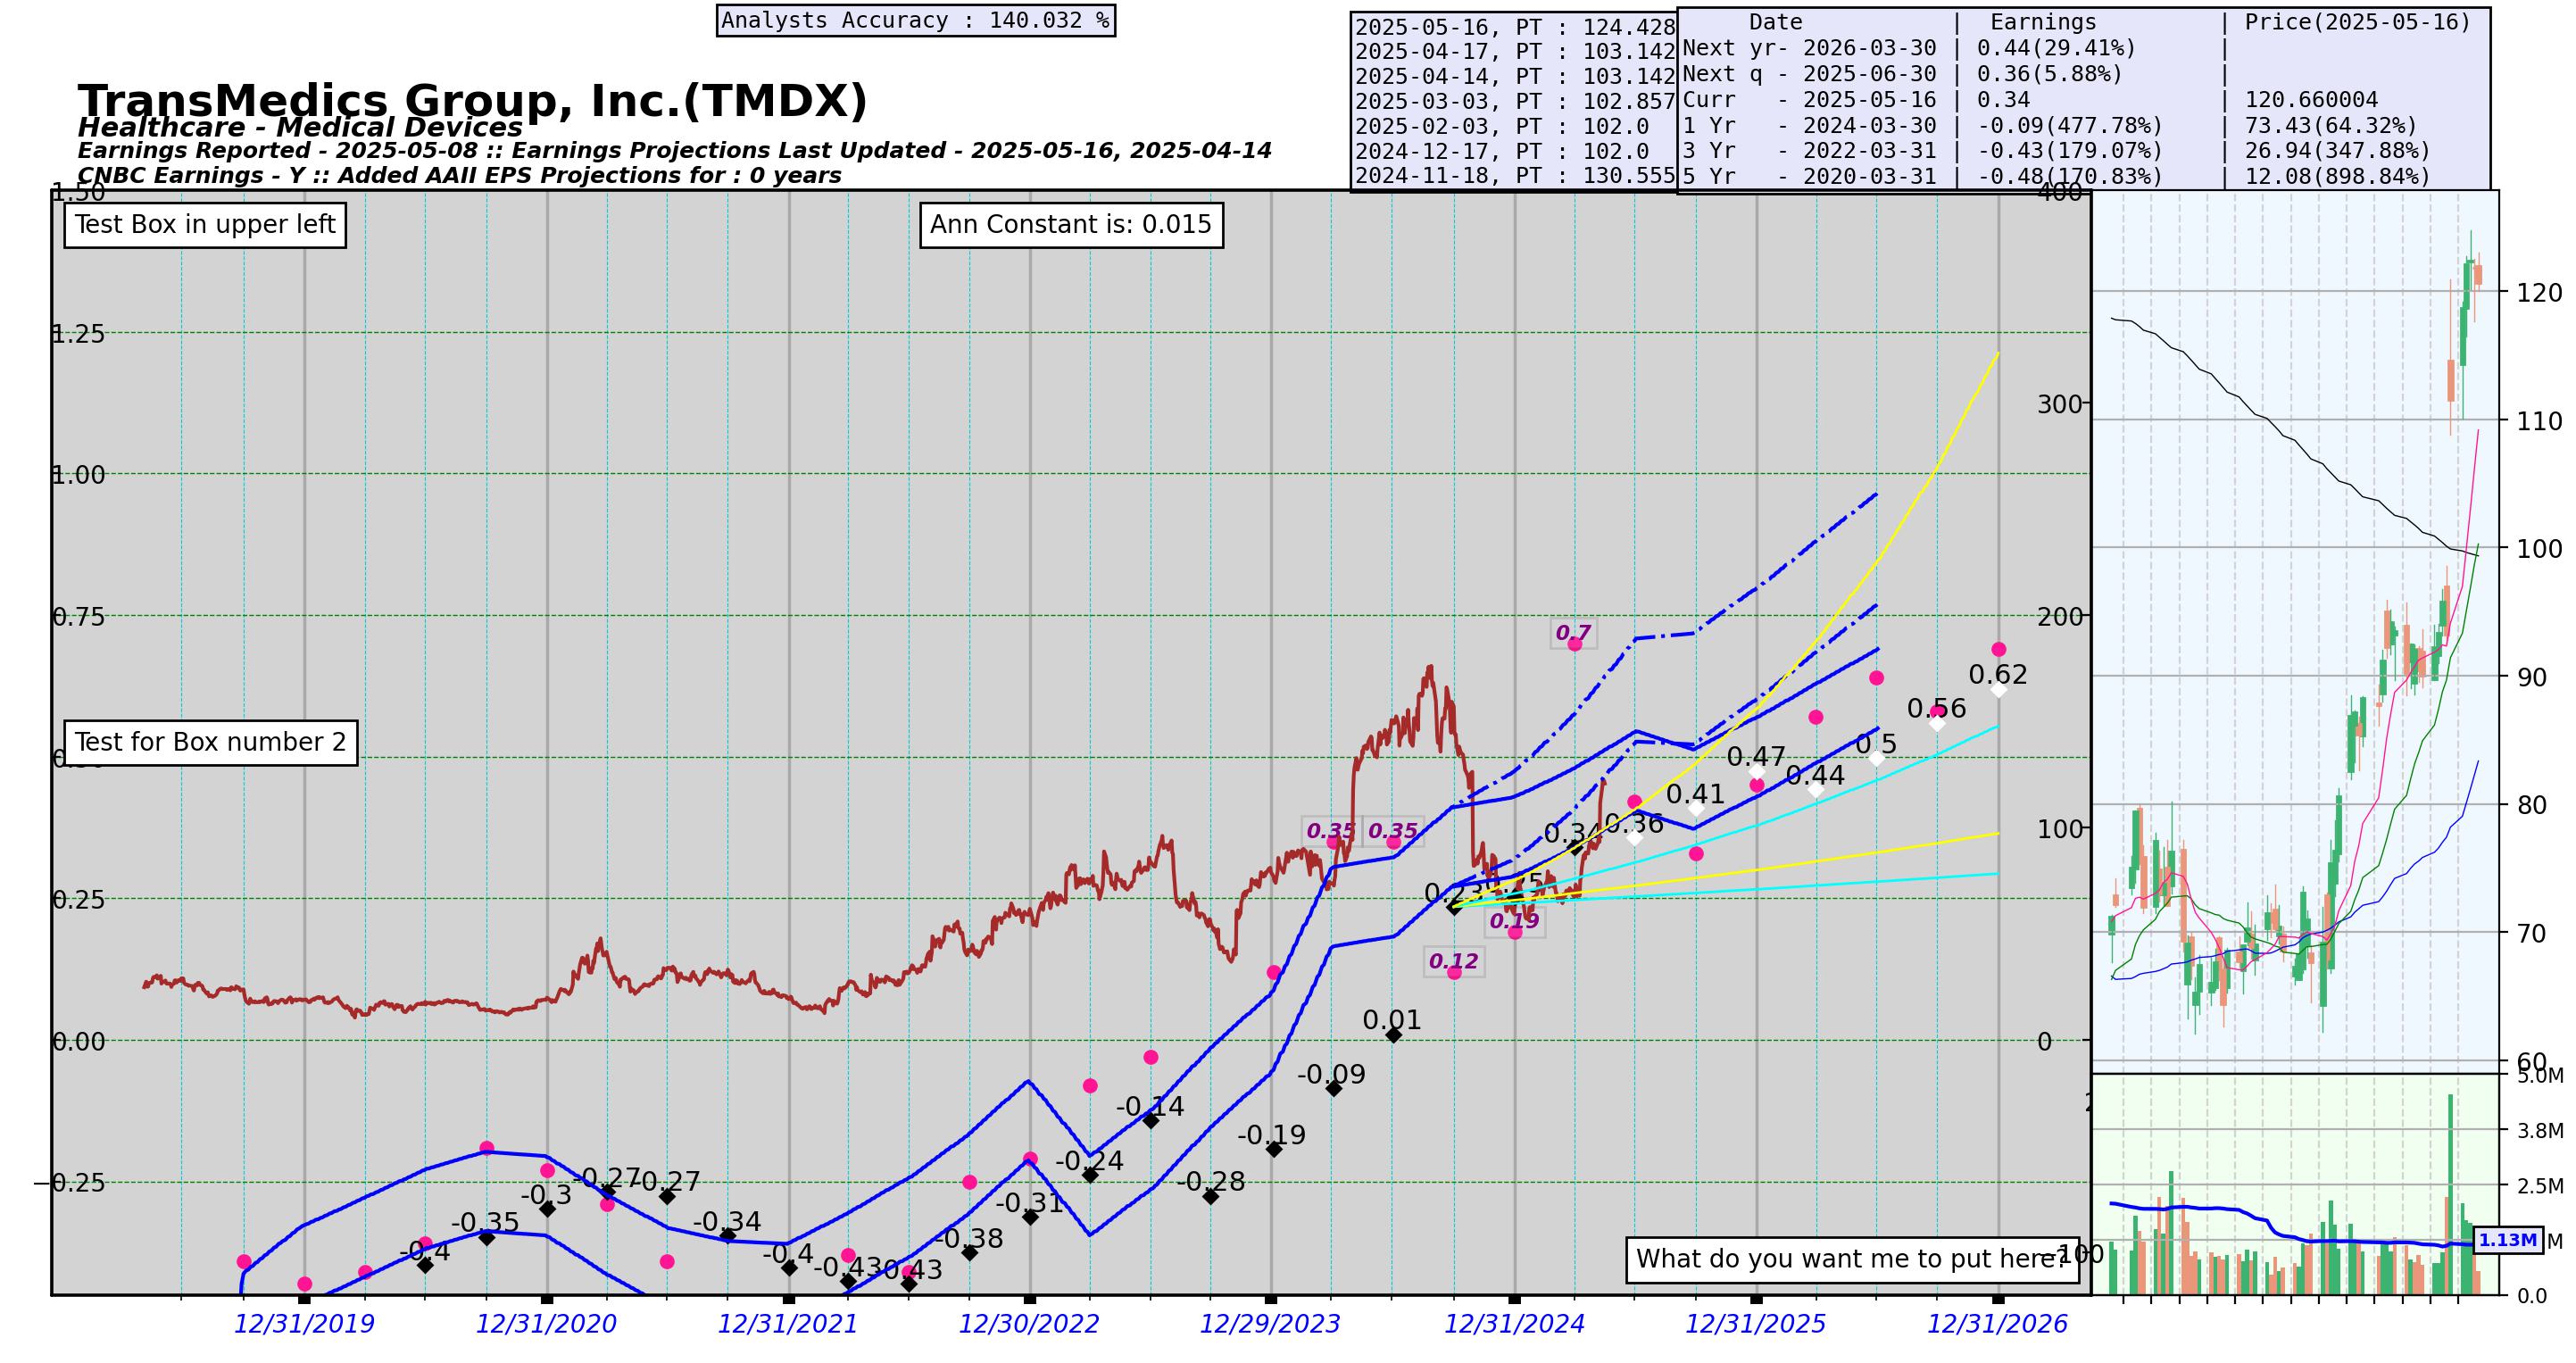 Analysts Accuracy : 140.032 %
2025-05-16, PT : 124.428
2025-04-17, PT : 103.142
2025-04-14, PT : 103.142
2025-03-03, PT : 102.857
2025-02-03, PT : 102.0
2024-12-17, PT : 102.0
2024-11-18, PT : 130.555
Date | Earnings | Price(2025-05-16)
Next yr- 2026-03-30 | 0.44(29.41%) |
Next q - 2025-06-30 | 0.36(5.88%) |
Curr - 2025-05-16 | 0.34 | 120.660004
1 Yr - 2024-03-30 | -0.09(477.78%) | 73.43(64.32%)
3 Yr - 2022-03-31 | -0.43(179.07%) | 26.94(347.88%)
5 Yr - 2020-03-31 | -0.48(170.83%) | 12.08(898.84%)
TransMedics Group, Inc.(TMDX)
Healthcare - Medical Devices
Earnings Reported - 2025-05-08 :: Earnings Projections Last Updated - 2025-05-16, 2025-04-14
CNBC Earnings - Y :: Added AAII EPS Projections for : 0 years
1.50
1.25
1.00
0.75
0.25
0.00
−0.25
Test Box in upper left
Ann Constant is: 0.015
Test for Box number 2
What do you want me to put here?
400
300
200
100
0
−100
120
110
100
90
80
70
60
5.0M
3.8M
2.5M
1.13M
M
0.0
-0.4
-0.35
-0.3
-0.27
-0.27
-0.34
-0.4
-0.43
-0.43
-0.38
-0.31
-0.24
-0.14
-0.28
-0.19
-0.09
0.01
0.23
0.34
0.36
0.41
0.47
0.44
0.5
0.56
0.62
0.35
0.35
0.12
0.19
0.7
12/31/2019
12/31/2020
12/31/2021
12/30/2022
12/29/2023
12/31/2024
12/31/2025
12/31/2026